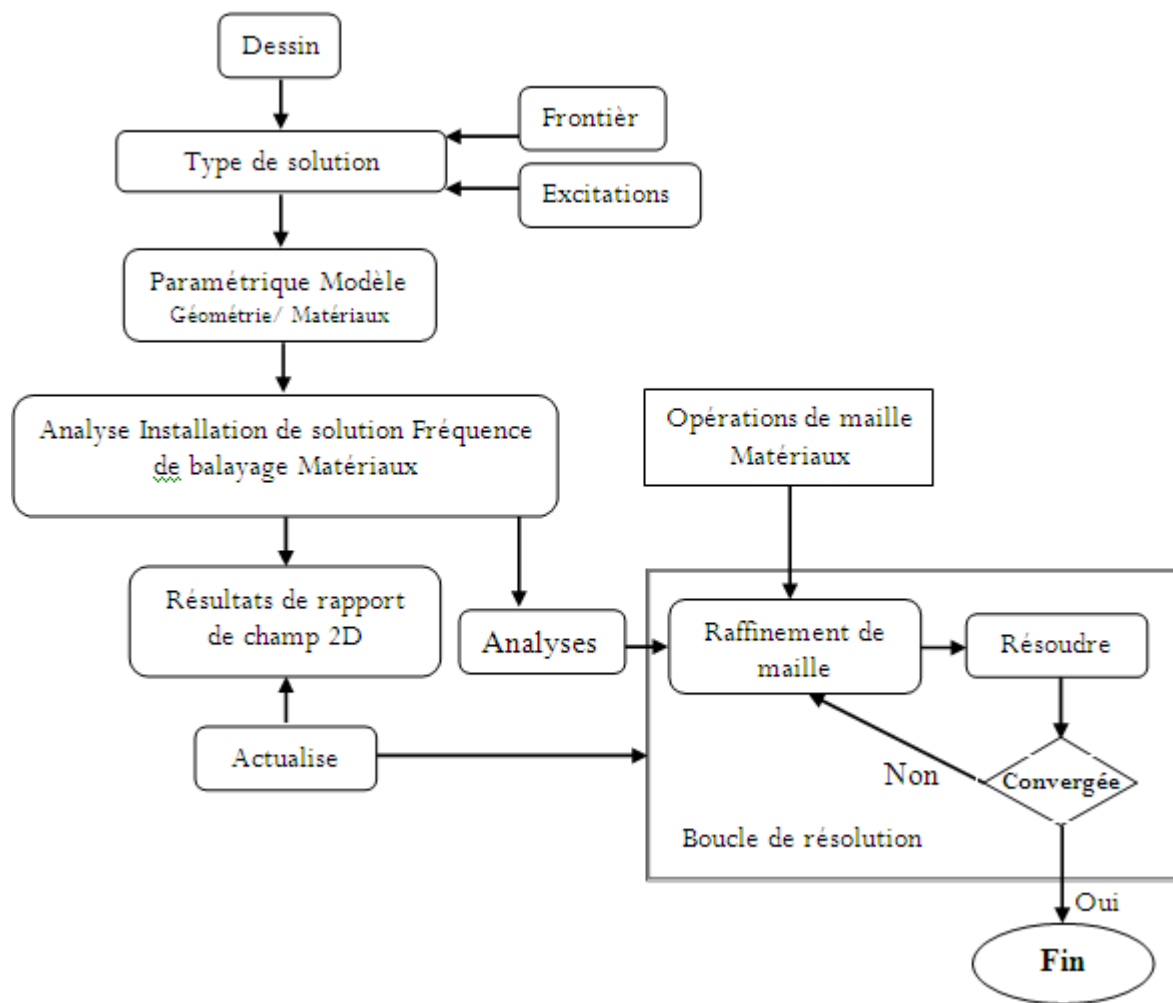 Dessin
Frontièr
Type de solution
Excitations
Paramétrique Modèle
Géométrie/ Matériaux
Analyse Installation de solution Fréquence
de balayage Matériaux
Opérations de maille
Matériaux
Résultats de rapport
de champ 2D
Analyses
Raffinement de
maille
Résoudre
Actualise
Non
Convergée
Boucle de résolution
Oui
Fin